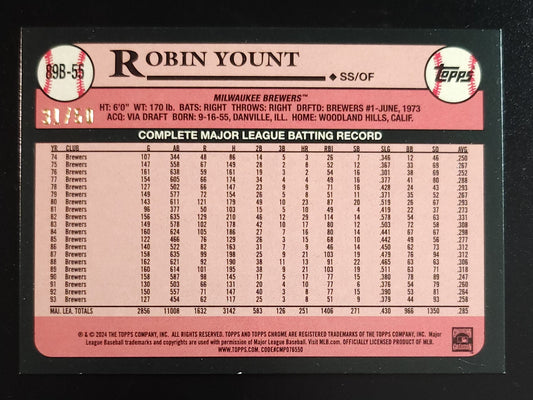 89B-55
ROBIN YOUNT
SS/OF
Topps
31/50
MILWAUKEE BREWERS™
HT: 6'0" WT: 170 lb. BATS: RIGHT THROWS: RIGHT DRFTD: BREWERS #1-JUNE, 1973
ACQ: VIA DRAFT BORN: 9-16-55, DANVILLE, ILL. HOME: WOODLAND HILLS, CALIF.
COMPLETE MAJOR LEAGUE BATTING RECORD
YR CLUB G AB R H 2B 3B HR RBI SB SLG BB SO AVG
74 Brewers 107 344 48 86 14 5 3 26 7 .346 12 46 .250
75 Brewers 149 558 67 149 28 2 8 52 12 .367 33 69 .267
76 Brewers 161 638 59 161 19 3 2 54 16 .301 38 69 .252
77 Brewers 154 605 66 174 34 4 4 49 16 .377 41 80 .288
78 Brewers 127 502 66 147 23 9 9 71 16 .428 24 43 .293
79 Brewers 149 577 72 154 26 5 8 51 11 .371 35 52 .267
80 Brewers 143 611 121 179 49 10 23 87 20 .519 26 67 .293
81 Brewers 96 377 50 103 15 5 10 49 4 .419 22 37 .273
82 Brewers 156 635 129 210 46 12 29 114 14 .578 54 63 .331
83 Brewers 149 578 102 178 42 10 17 80 12 .503 72 58 .308
84 Brewers 160 624 105 186 27 7 16 80 14 .441 67 67 .298
85 Brewers 122 466 76 129 26 3 15 68 10 .442 49 56 .277
86 Brewers 140 522 82 163 31 7 9 46 14 .450 62 73 .312
87 Brewers 158 635 99 198 25 9 21 103 19 .479 76 94 .312
88 Brewers 162 621 92 190 38 11 13 91 22 .465 63 63 .306
89 Brewers 160 614 101 195 38 9 21 103 19 .511 63 71 .318
90 Brewers 158 587 98 145 17 5 17 77 15 .380 78 89 .247
91 Brewers 130 503 66 131 20 4 10 77 6 .376 54 79 .260
92 Brewers 150 557 71 147 40 3 8 77 15 .390 53 81 .264
93 Brewers 127 454 62 117 25 3 8 51 9 .379 44 93 .258
MAJ. LEA. TOTALS 2856 11008 1632 3142 583 126 251 1406 271 .430 966 1350 .285
®, ™ & © 2024 THE TOPPS COMPANY, INC. ALL RIGHTS RESERVED. TOPPS AND TOPPS CHROME ARE REGISTERED TRADEMARKS OF THE TOPPS COMPANY, INC. Major
League Baseball trademarks and copyrights are used with permission of Major League Baseball. Visit MLB.com. OFFICIALLY LICENSED PRODUCT OF MLB.
WWW.TOPPS.COM. CODE#CMP076550